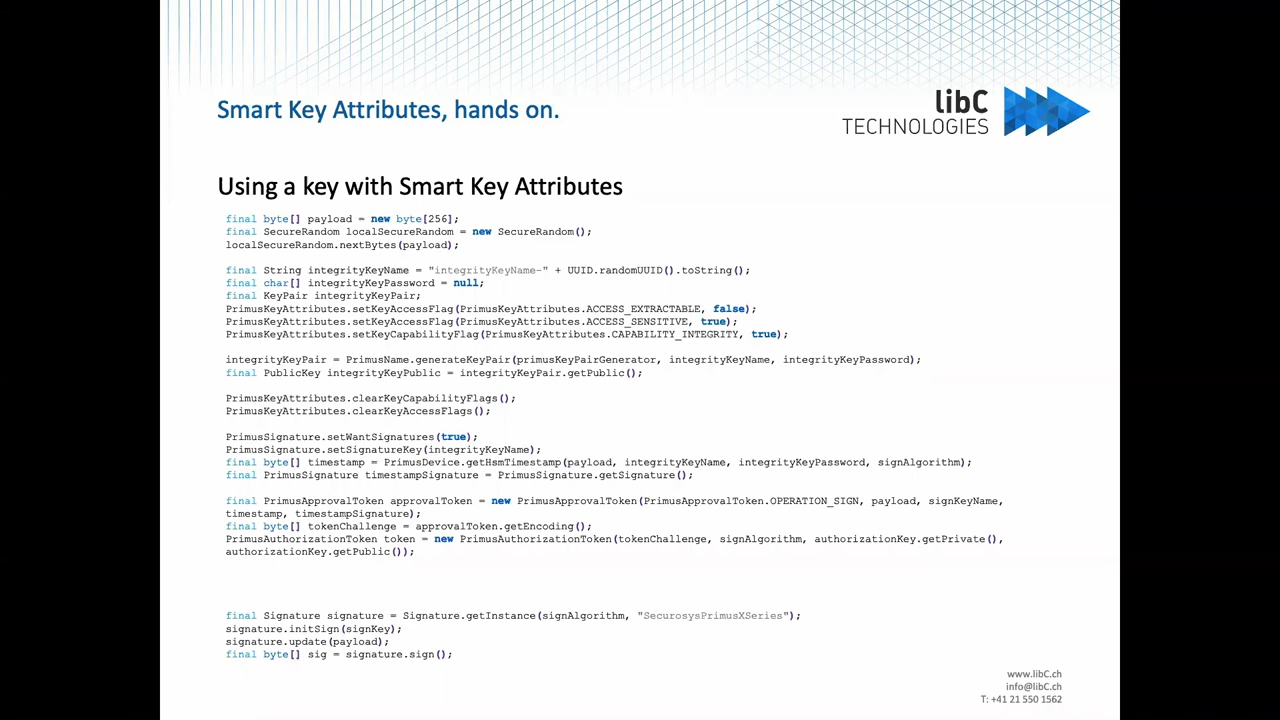 Smart Key Attributes, hands on.
libC
TECHNOLOGIES
Using a key with Smart Key Attributes
final byte[] payload = new byte[256];
final SecureRandom localSecureRandom = new SecureRandom();
localSecureRandom.nextBytes(payload);
final String integrityKeyName = "integrityKeyName-" + UUID.randomUUID().toString();
final char[] integrityKeyPassword = null;
final KeyPair integrityKeyPair;
PrimusKeyAttributes.setKeyAccessFlag(PrimusKeyAttributes.ACCESS_EXTRACTABLE, false);
PrimusKeyAttributes.setKeyAccessFlag(PrimusKeyAttributes.ACCESS_SENSITIVE, true);
PrimusKeyAttributes.setKeyCapabilityFlag(PrimusKeyAttributes.CAPABILITY_INTEGRITY, true);
integrityKeyPair = PrimusName.generateKeyPair(primusKeyPairGenerator, integrityKeyName, integrityKeyPassword);
final PublicKey integrityKeyPublic = integrityKeyPair.getPublic();
PrimusKeyAttributes.clearKeyCapabilityFlags();
PrimusKeyAttributes.clearKeyAccessFlags();
PrimusSignature.setWantSignatures(true);
PrimusSignature.setSignatureKey(integrityKeyName);
final byte[] timestamp = PrimusDevice.getHsmTimestamp(payload, integrityKeyName, integrityKeyPassword, signAlgorithm);
final PrimusSignature timestampSignature = PrimusSignature.getSignature();
final PrimusApprovalToken approvalToken = new PrimusApprovalToken(PrimusApprovalToken.OPERATION_SIGN, payload, signKeyName,
timestamp, timestampSignature);
final byte[] tokenChallenge = approvalToken.getEncoding();
PrimusAuthorizationToken token = new PrimusAuthorizationToken(tokenChallenge, signAlgorithm, authorizationKey.getPrivate(),
authorizationKey.getPublic());
final Signature signature = Signature.getInstance(signAlgorithm, "SecurosysPrimusXSeries");
signature.initSign(signKey);
signature.update(payload);
final byte[] sig = signature.sign();
www.libC.ch
info@libC.ch
T: +41 21 550 1562